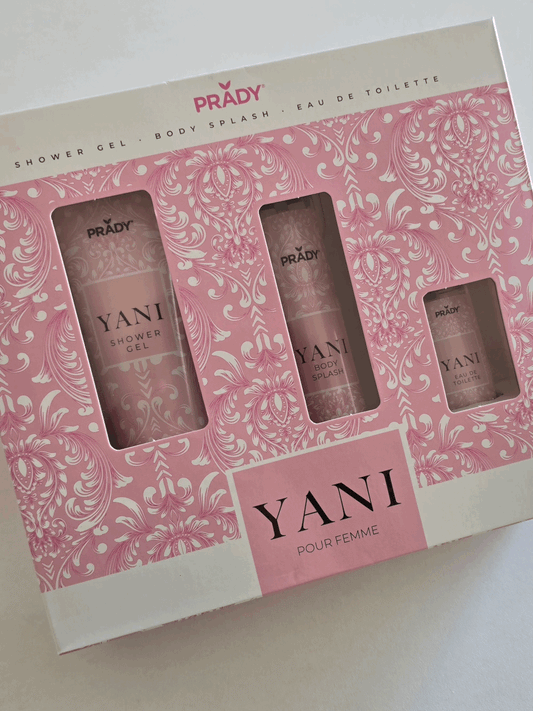 PRADY®
SHOWER GEL · BODY SPLASH · EAU DE TOILETTE
PRADY
YANI
SHOWER
GEL
PRADY
YANI
BODY
SPLASH
PRADY
YANI
EAU DE
TOILETTE
YANI
POUR FEMME